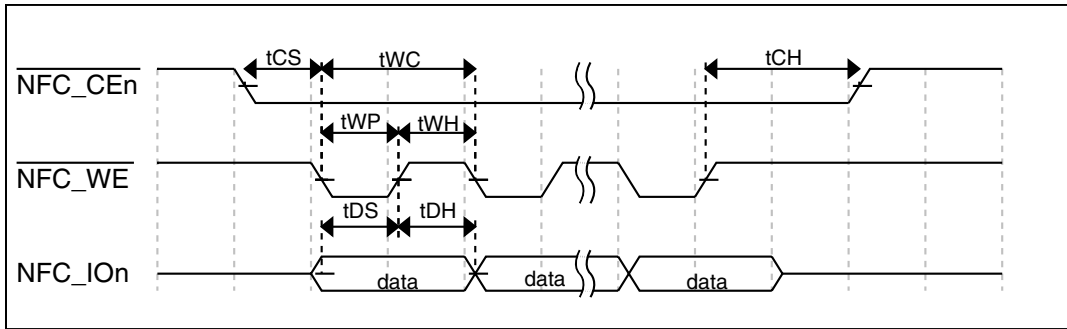 tCS tWC tCH
NFC_CEn
tWP tWH
NFC_WE
tDS tDH
NFC_IOn
data data data